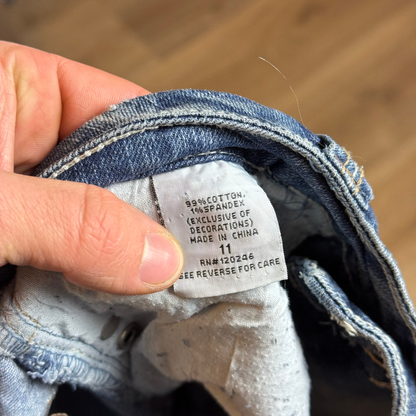 99% COTTON,
1% SPANDEX
(EXCLUSIVE OF
DECORATIONS)
MADE IN CHINA
11
RN#120246
SEE REVERSE FOR CARE